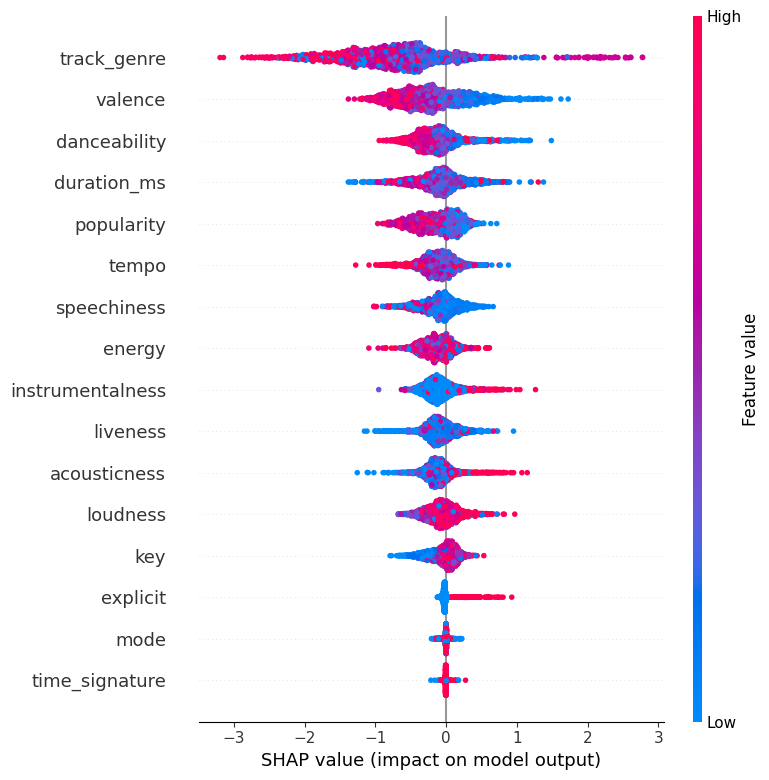 High
track_genre
valence
danceability
duration_ms
popularity
tempo
speechiness
energy
instrumentalness
liveness
acousticness
loudness
key
explicit
mode
time_signature
Feature value
Low
−3 −2 −1 0 1 2 3
SHAP value (impact on model output)